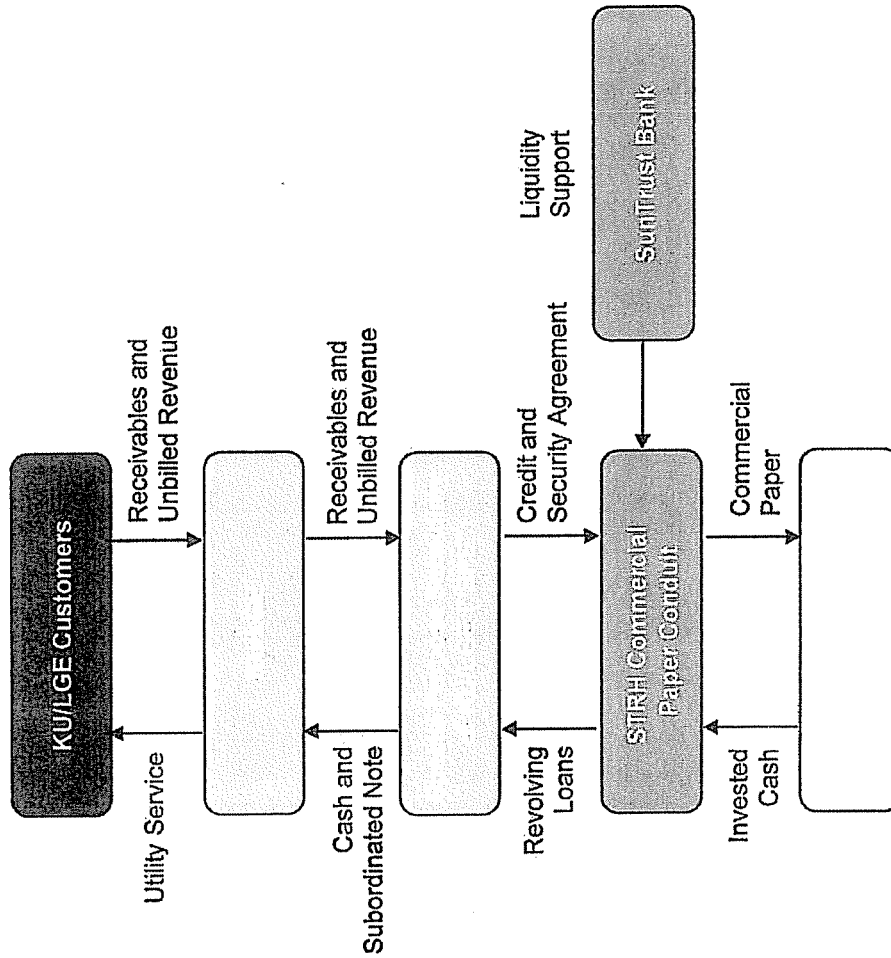 KU/LGE Customers
Utility Service
Receivables and
Unbilled Revenue
Cash and
Subordinated Note
Receivables and
Unbilled Revenue
Revolving
Loans
Credit and
Security Agreement
Liquidity
Support
STRH Commercial
Paper Conduit
SunTrust Bank
Invested
Cash
Commercial
Paper